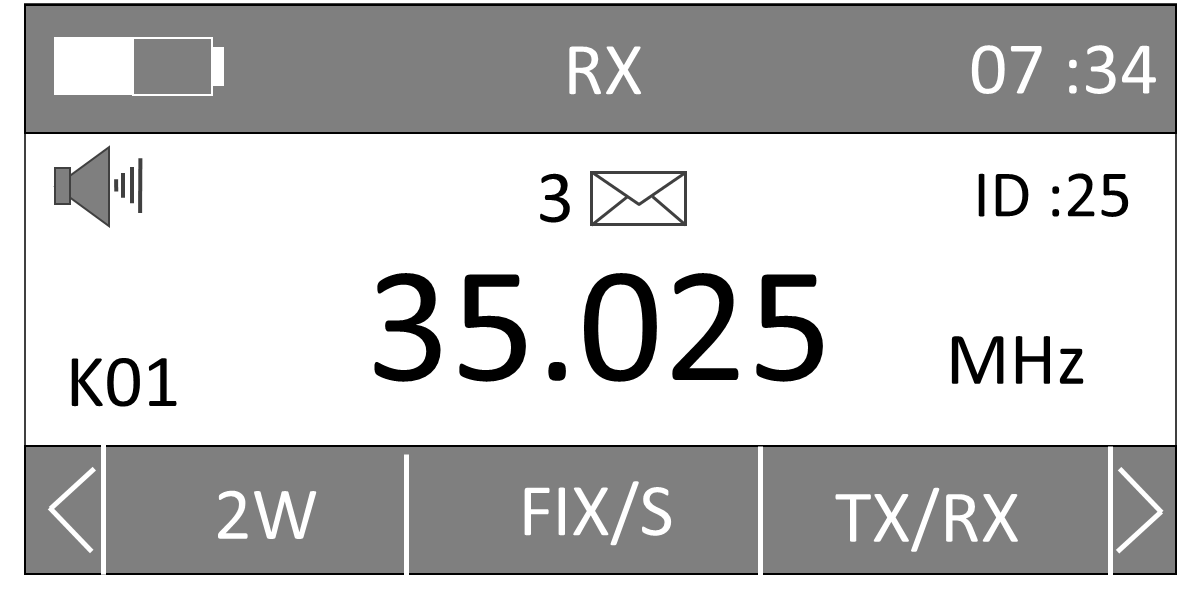 RX 07 :34
3 ID :25
35.025 MHz
K01
2W FIX/S TX/RX